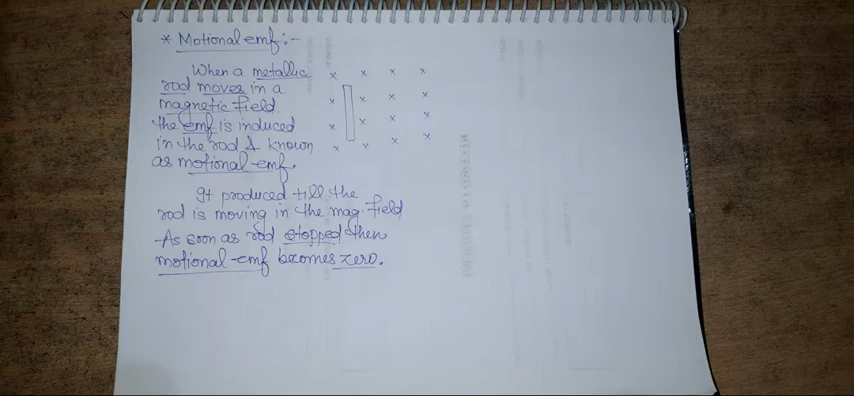 * Motional emf:-
When a metallic
rod moves in a
magnetic field.
the emf is induced
in the rod & known
as motional emf.
It produced till the
rod is moving in the mag. field
As soon as rod stopped then
motional emf becomes zero.